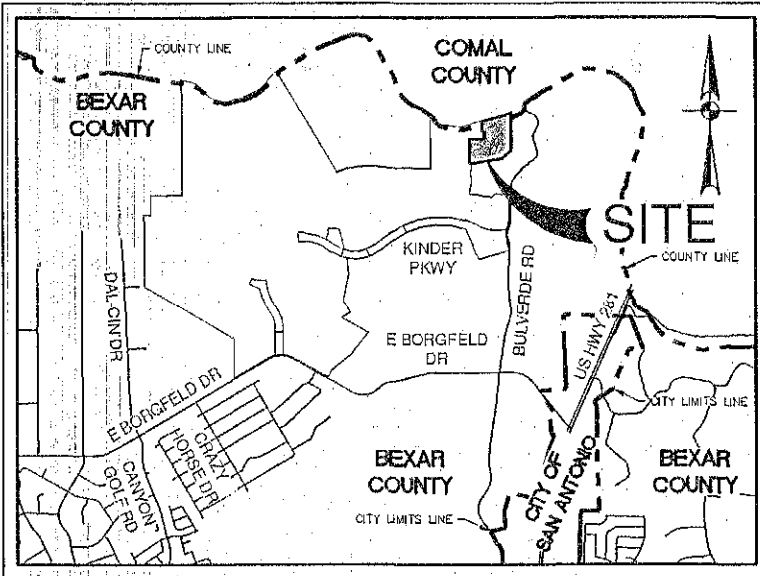 COUNTY LINE
COMAL
COUNTY
BEXAR
COUNTY
SITE
COUNTY LINE
KINDER
PKWY
BULVERDE RD
DAL-CIN DR
US HWY 281
E BORGFELD
DR
E BORGFELD DR
CITY LIMITS LINE
CRAZY
HORSE DR
CANYON
GOLF RD
BEXAR
COUNTY
CITY OF
SAN ANTONIO
BEXAR
COUNTY
CITY LIMITS LINE